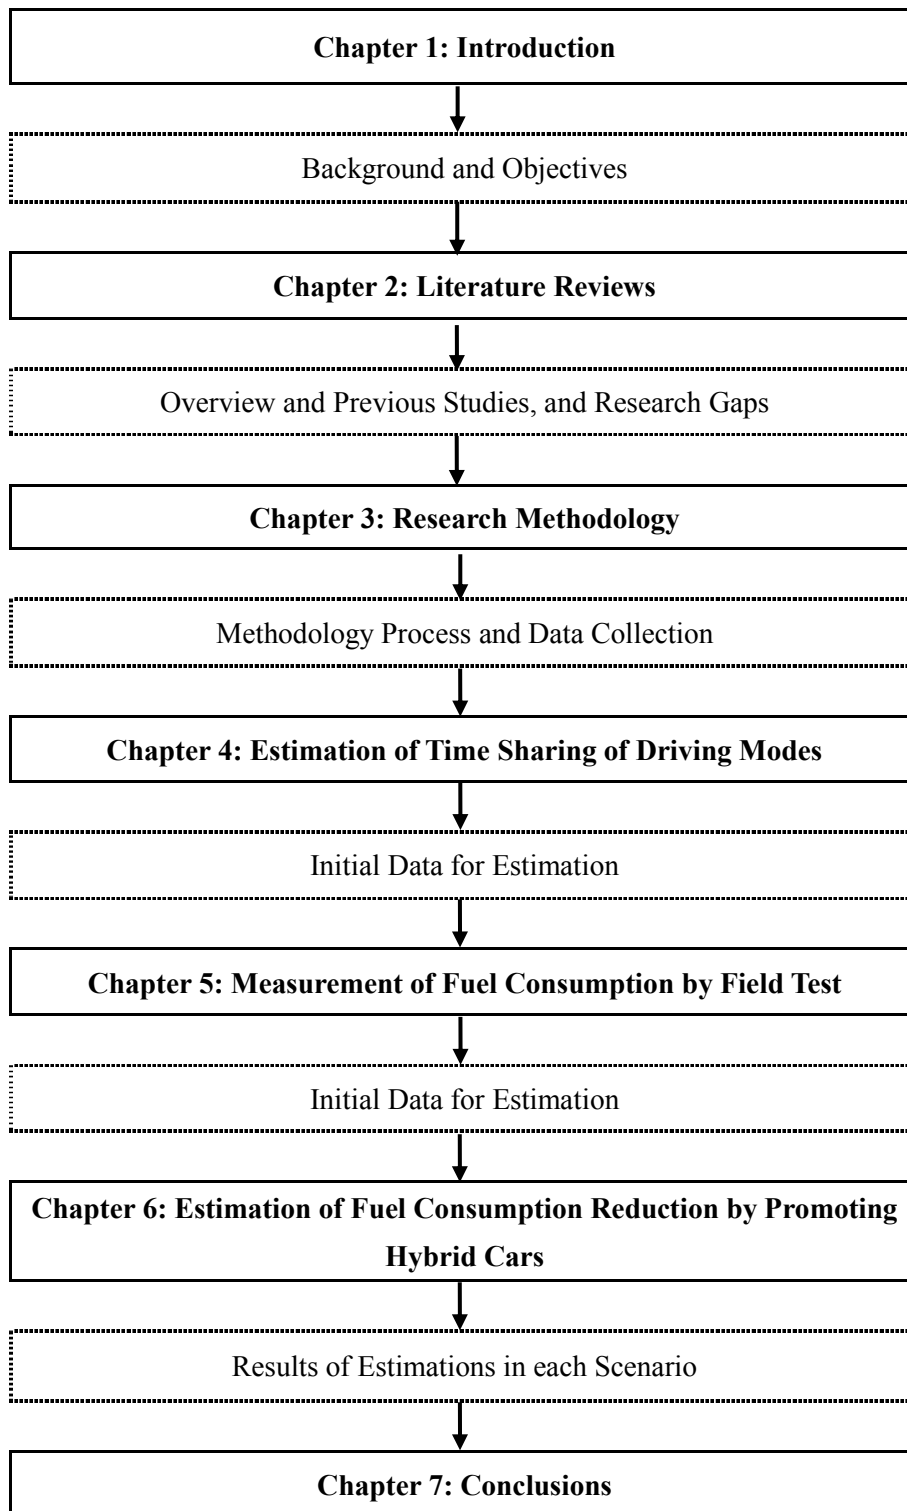 Chapter 1: Introduction
Background and Objectives
Chapter 2: Literature Reviews
Overview and Previous Studies, and Research Gaps
Chapter 3: Research Methodology
Methodology Process and Data Collection
Chapter 4: Estimation of Time Sharing of Driving Modes
Initial Data for Estimation
Chapter 5: Measurement of Fuel Consumption by Field Test
Initial Data for Estimation
Chapter 6: Estimation of Fuel Consumption Reduction by Promoting
Hybrid Cars
Results of Estimations in each Scenario
Chapter 7: Conclusions